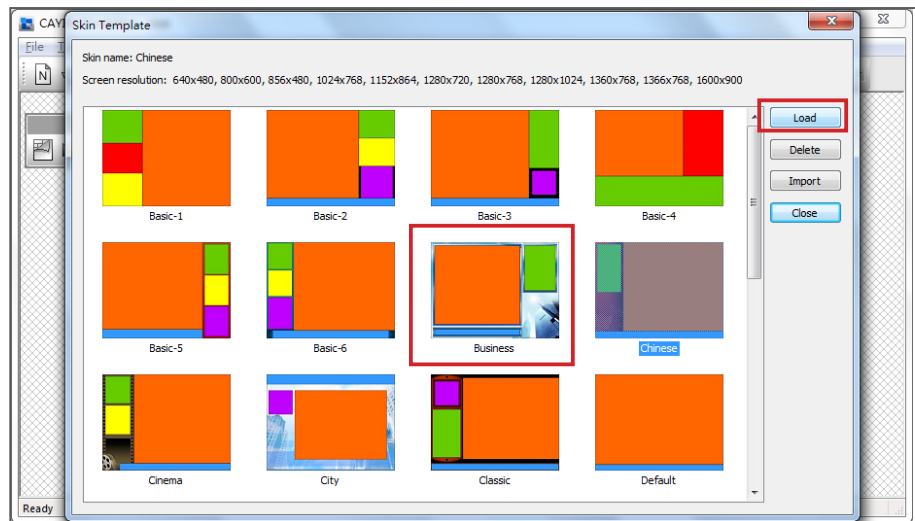 CAYI
Skin Template
File
Skin name: Chinese
Screen resolution: 640x480, 800x600, 856x480, 1024x768, 1152x864, 1280x720, 1280x768, 1280x1024, 1360x768, 1366x768, 1600x900
N
Load
Delete
Import
Close
Basic-1 Basic-2 Basic-3 Basic-4
Basic-5 Basic-6 Business Chinese
Cinema City Classic Default
Ready